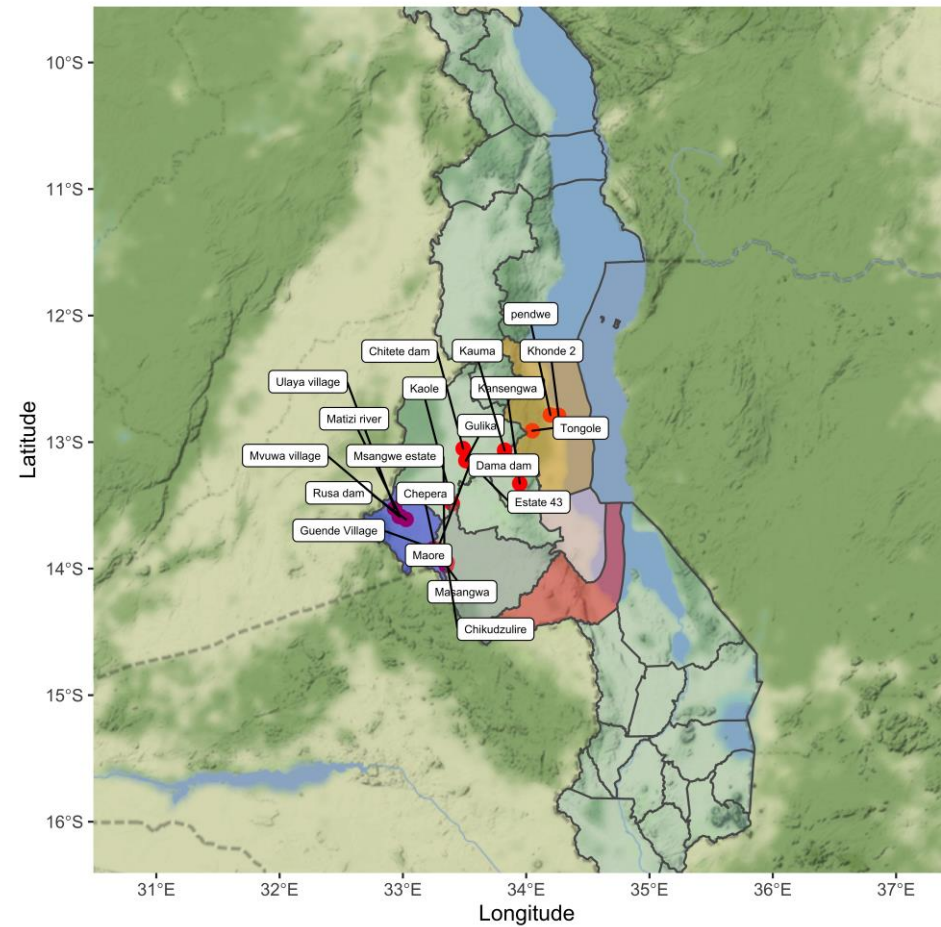 10°S
11°S
12°S
13°S
14°S
15°S
16°S
Latitude
pendwe
Chitete dam
Kauma
Khonde 2
Ulaya village
Kaole
Kansengwa
Matizi river
Gulika
Tongole
Mvuwa village
Msangwe estate
Dama dam
Rusa dam
Chepera
Estate 43
Guende Village
Maore
Masangwa
Chikudzulire
31°E
32°E
33°E
34°E
35°E
36°E
37°E
Longitude